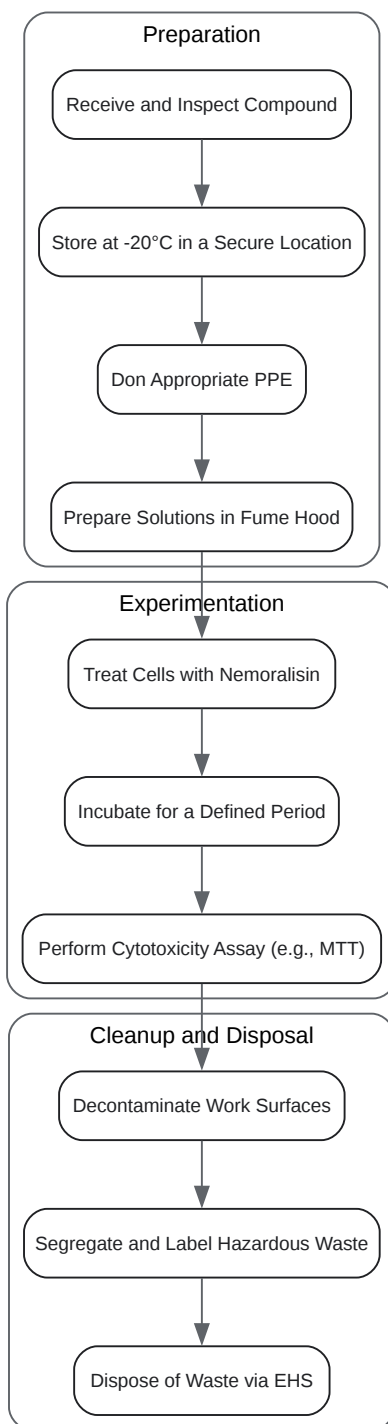 Preparation
Receive and Inspect Compound
Store at -20°C in a Secure Location
Don Appropriate PPE
Prepare Solutions in Fume Hood
Experimentation
Treat Cells with Nemoralisin
Incubate for a Defined Period
Perform Cytotoxicity Assay (e.g., MTT)
Cleanup and Disposal
Decontaminate Work Surfaces
Segregate and Label Hazardous Waste
Dispose of Waste via EHS